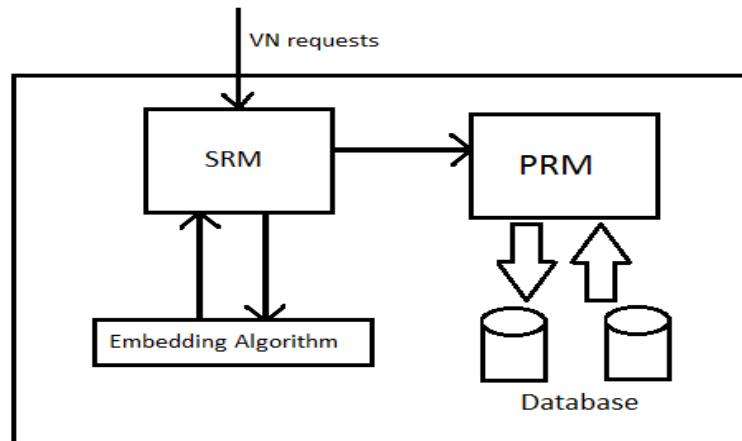 VN requests
SRM
PRM
Embedding Algorithm
Database